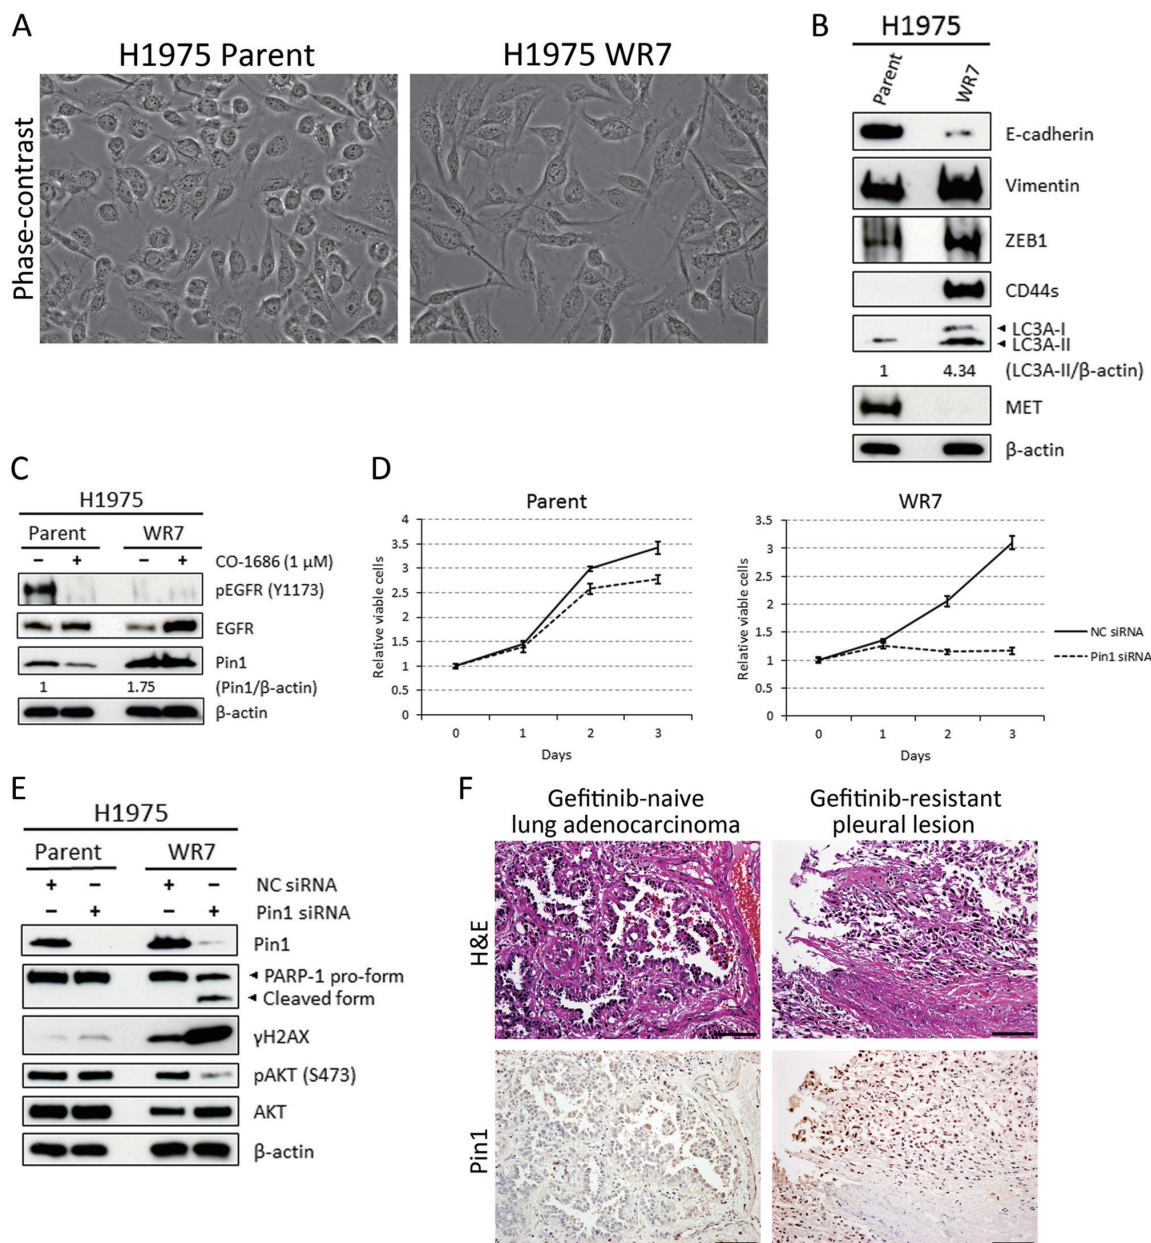 A
H1975 Parent
H1975 WR7
Phase-contrast
B
H1975
Parent
WR7
E-cadherin
Vimentin
ZEB1
CD44s
LC3A-I
LC3A-II
1 4.34 (LC3A-II/β-actin)
MET
β-actin
C
H1975
Parent WR7
− + − + CO-1686 (1 μM)
pEGFR (Y1173)
EGFR
Pin1
1 1.75 (Pin1/β-actin)
β-actin
D
Parent
Relative viable cells
4
3.5
3
2.5
2
1.5
1
0.5
0
0 1 2 3
Days
WR7
Relative viable cells
3.5
3
2.5
2
1.5
1
0.5
0
0 1 2 3
Days
NC siRNA
Pin1 siRNA
E
H1975
Parent WR7
+ − + − NC siRNA
− + − + Pin1 siRNA
Pin1
PARP-1 pro-form
Cleaved form
γH2AX
pAKT (S473)
AKT
β-actin
F
Gefitinib-naive
lung adenocarcinoma
Gefitinib-resistant
pleural lesion
H&E
Pin1